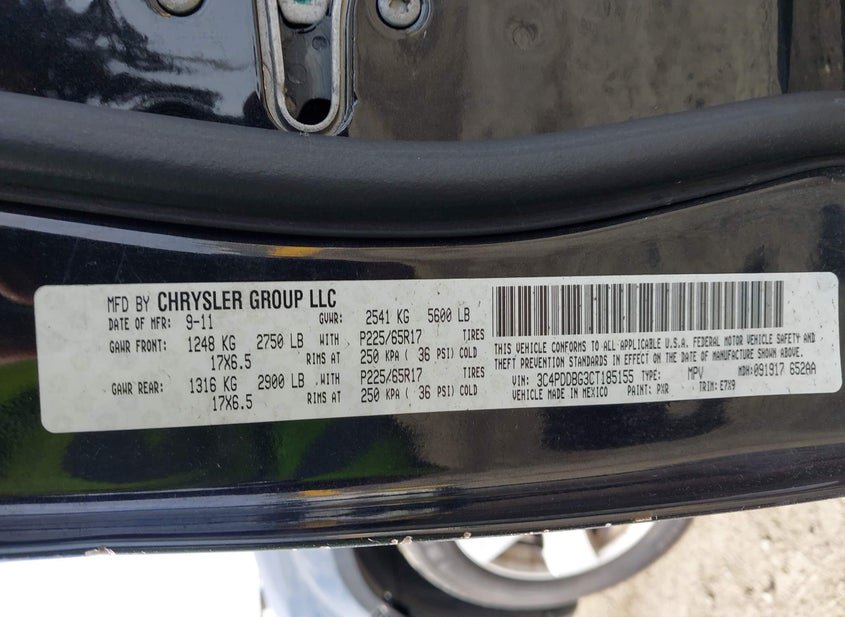 MFD BY CHRYSLER GROUP LLC
DATE OF MFR: 9-11 GVWR: 2541 KG 5600 LB
GAWR FRONT: 1248 KG 2750 LB WITH P225/65R17 TIRES
17X6.5 RIMS AT 250 KPA ( 36 PSI) COLD
GAWR REAR: 1316 KG 2900 LB WITH P225/65R17 TIRES
17X6.5 RIMS AT 250 KPA ( 36 PSI) COLD
THIS VEHICLE CONFORMS TO ALL APPLICABLE U.S.A. FEDERAL MOTOR VEHICLE SAFETY AND
THEFT PREVENTION STANDARDS IN EFFECT ON THE DATE OF MANUFACTURE SHOWN ABOVE.
VIN: 3C4PDDBG3CT185155 TYPE: MPV MDH:091917 652AA
VEHICLE MADE IN MEXICO PAINT: PXR TRIM: E7X9